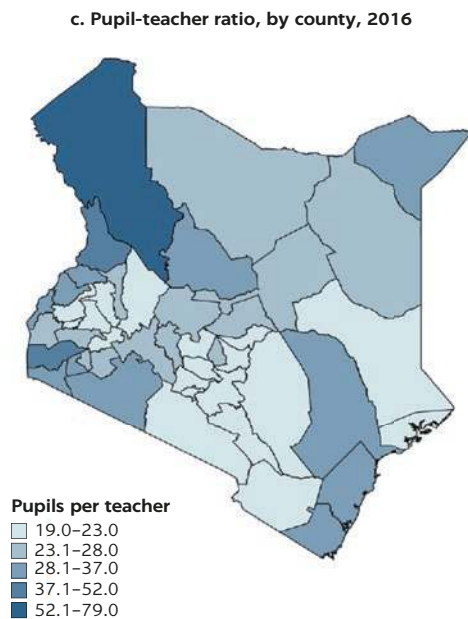 c. Pupil-teacher ratio, by county, 2016
Pupils per teacher
19.0–23.0
23.1–28.0
28.1–37.0
37.1–52.0
52.1–79.0